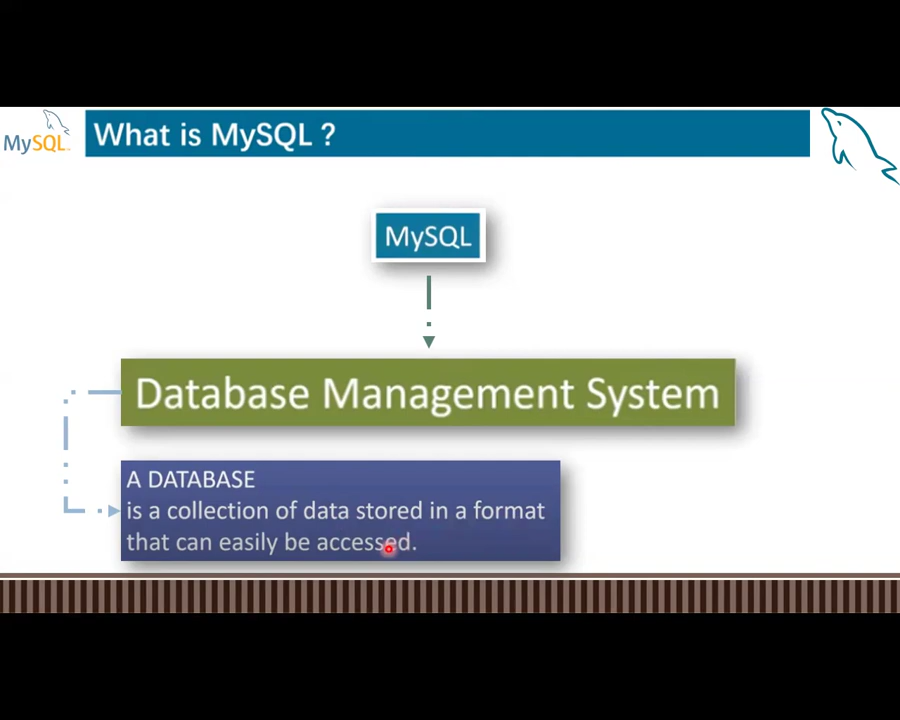 MySQL
What is MySQL ?
MySQL
Database Management System
A DATABASE
is a collection of data stored in a format
that can easily be accessed.